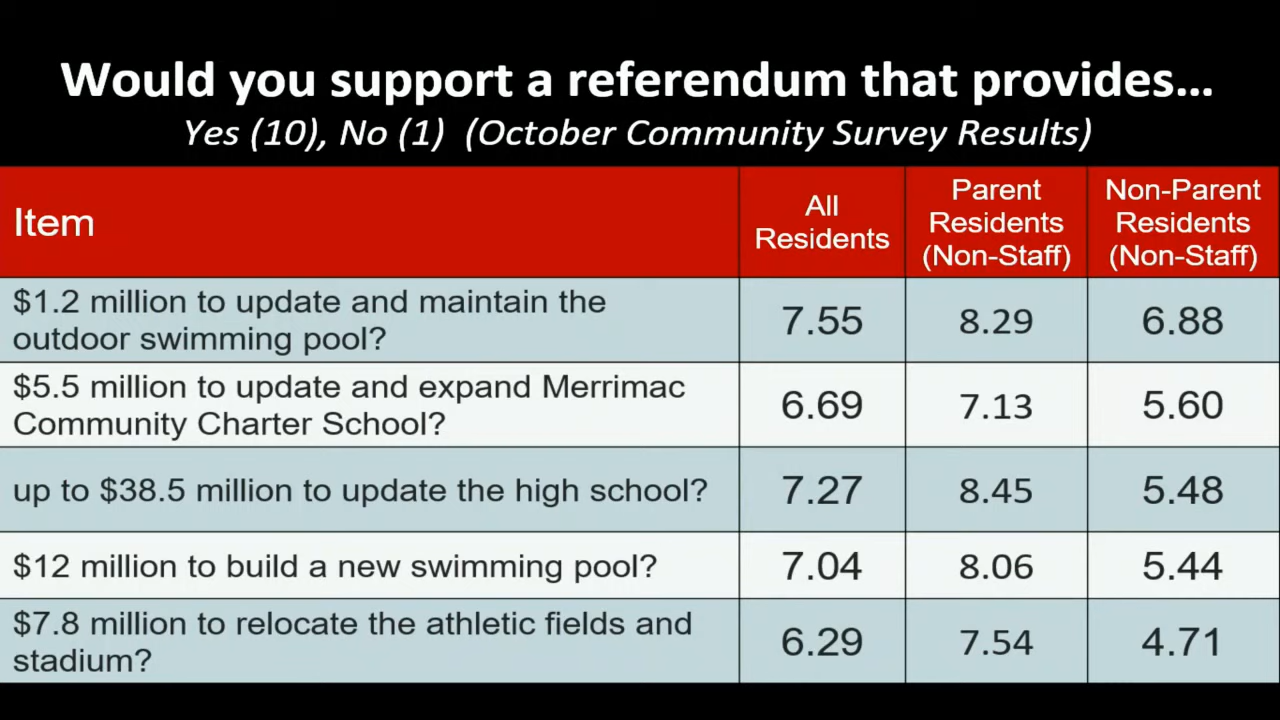 Would you support a referendum that provides...
Yes (10), No (1) (October Community Survey Results)
Item
All
Residents
Parent
Residents
(Non-Staff)
Non-Parent
Residents
(Non-Staff)
$1.2 million to update and maintain the
outdoor swimming pool?
7.55
8.29
6.88
$5.5 million to update and expand Merrimac
Community Charter School?
6.69
7.13
5.60
up to $38.5 million to update the high school?
7.27
8.45
5.48
$12 million to build a new swimming pool?
7.04
8.06
5.44
$7.8 million to relocate the athletic fields and
stadium?
6.29
7.54
4.71